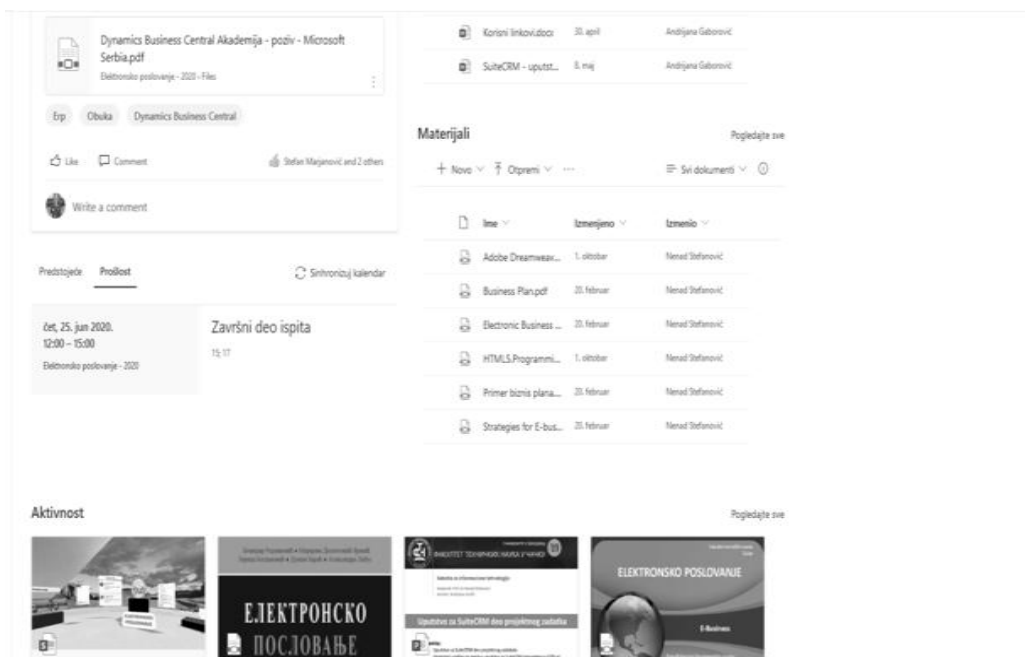 Dynamics Business Central Akademija - poziv - Microsoft
Serbia.pdf
Elektronsko poslovanje - 2020 - Files
Erp
Obuka
Dynamics Business Central
Like
Comment
Stefan Marjanović and 2 others
Write a comment
Predstojeće
Prošlost
Sinhronizuj kalendar
čet, 25. jun 2020.
12:00 – 15:00
Elektronsko poslovanje - 2020
Završni deo ispita
15; 17
Korisni linkovi.docx
30. april
Andrijana Gaborović
SuiteCRM - uputst...
8. maj
Andrijana Gaborović
Materijali
Pogledajte sve
Novo
Otpremi
...
Svi dokumenti
Ime
Izmenjeno
Izmenio
Adobe Dreamweav...
1. oktobar
Nenad Stefanović
Business Plan.pdf
20. februar
Nenad Stefanović
Electronic Business ...
20. februar
Nenad Stefanović
HTML5.Programmi...
1. oktobar
Nenad Stefanović
Primer biznis plana....
20. februar
Nenad Stefanović
Strategies for E-bus...
20. februar
Nenad Stefanović
Aktivnost
Pogledajte sve
ЕЛЕКТРОНСКО
ПОСЛОВАЊЕ
Uputstvo za SuiteCRM deo projektnog zadatka
ELEKTRONSKO POSLOVANJE
E-Business